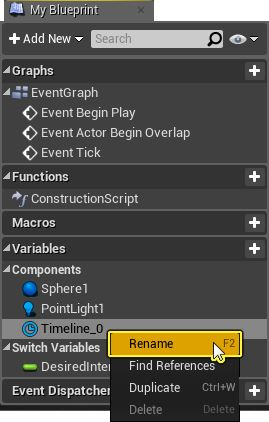 My Blueprint
Add New Search
Graphs
EventGraph
Event Begin Play
Event Actor Begin Overlap
Event Tick
Functions
ConstructionScript
Macros
Variables
Components
Sphere1
PointLight1
Timeline_0
Rename F2
Switch Variables
Find References
DesiredInten
Duplicate Ctrl+W
Event Dispatcher
Delete Delete